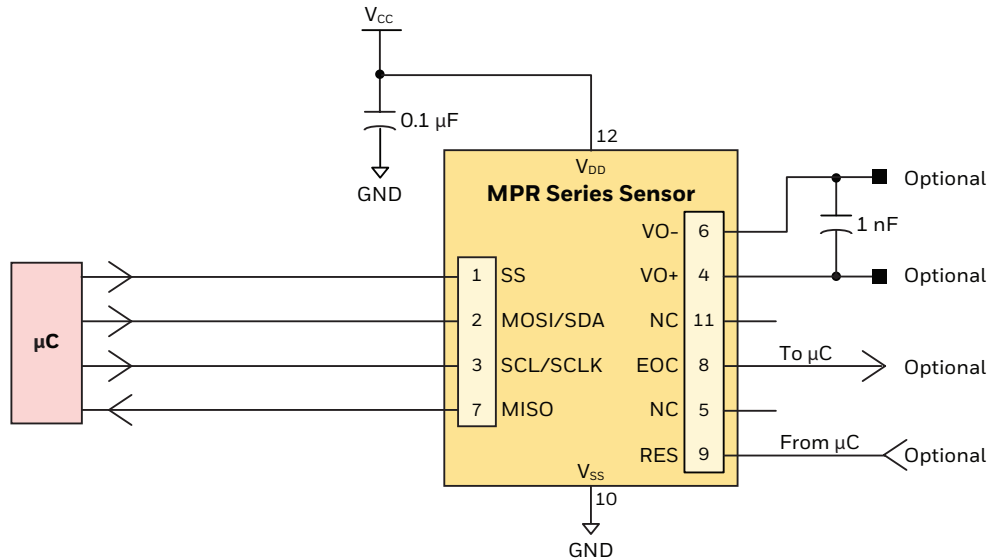 VCC
0.1 µF
GND
12
VDD
MPR Series Sensor
VO- 6
Optional
1 nF
VO+ 4
Optional
1 SS
NC 11
µC
2 MOSI/SDA
To µC
3 SCL/SCLK
EOC 8
Optional
7 MISO
NC 5
From µC
RES 9
Optional
VSS
10
GND